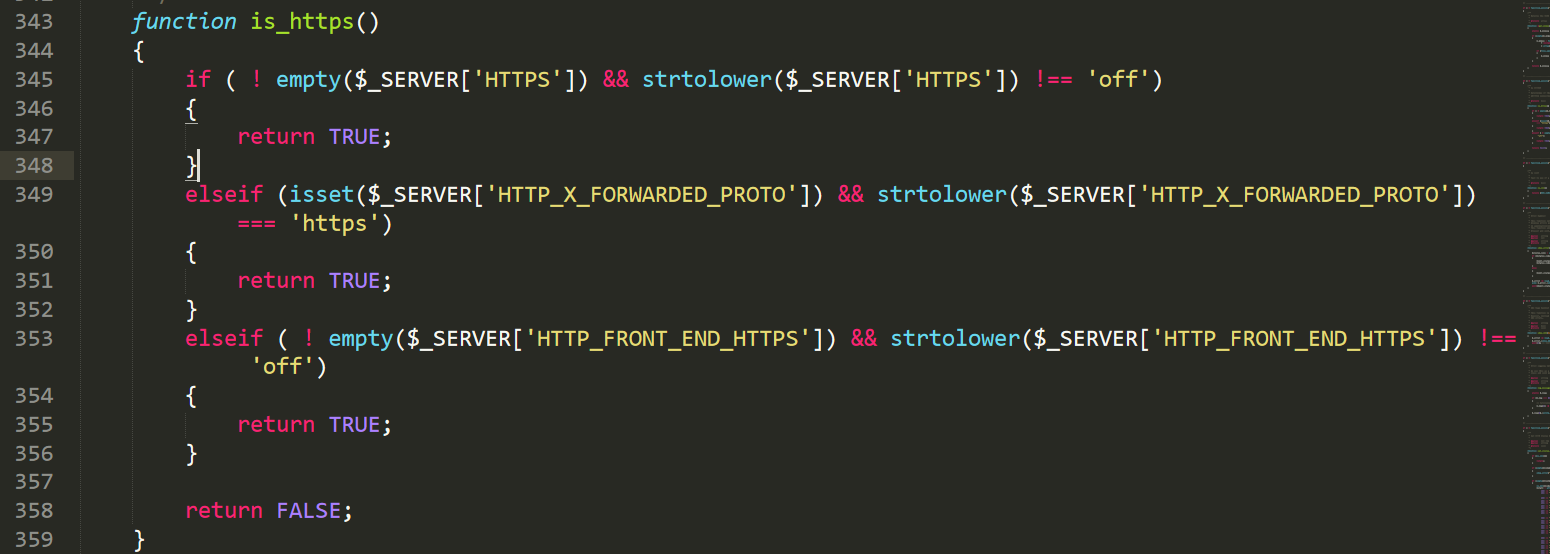 343 function is_https()
344 {
345 if ( ! empty($_SERVER['HTTPS']) && strtolower($_SERVER['HTTPS']) !== 'off')
346 {
347 return TRUE;
348 }
349 elseif (isset($_SERVER['HTTP_X_FORWARDED_PROTO']) && strtolower($_SERVER['HTTP_X_FORWARDED_PROTO'])
=== 'https')
350 {
351 return TRUE;
352 }
353 elseif ( ! empty($_SERVER['HTTP_FRONT_END_HTTPS']) && strtolower($_SERVER['HTTP_FRONT_END_HTTPS']) !==
'off')
354 {
355 return TRUE;
356 }
357
358 return FALSE;
359 }